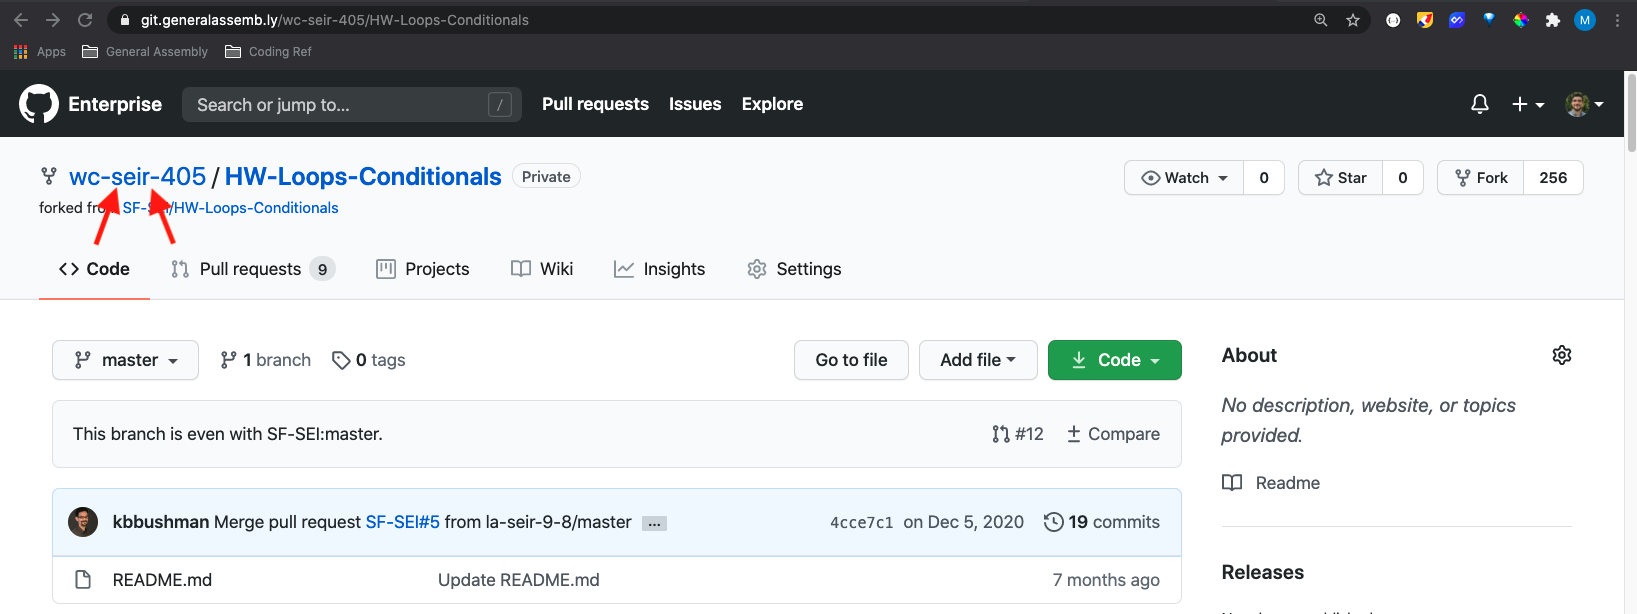 git.generalassemb.ly/wc-seir-405/HW-Loops-Conditionals
M
Apps General Assembly Coding Ref
Enterprise Search or jump to... / Pull requests Issues Explore
wc-seir-405 / HW-Loops-Conditionals Private Watch 0 Star 0 Fork 256
forked SF-SEI/HW-Loops-Conditionals
Code Pull requests 9 Projects Wiki Insights Settings
master 1 branch 0 tags Go to file Add file Code About
No description, website, or topics provided.
This branch is even with SF-SEI:master. #12 Compare
Readme
kbbushman Merge pull request SF-SEI#5 from la-seir-9-8/master ... 4cce7c1 on Dec 5, 2020 19 commits
README.md Update README.md 7 months ago
Releases